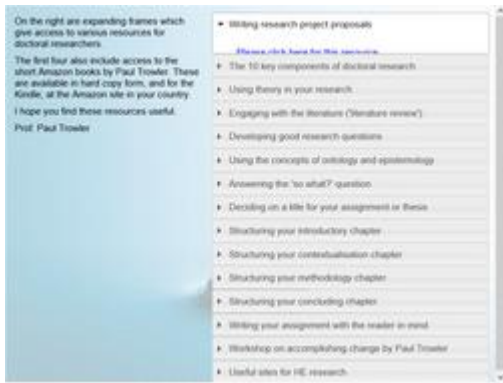 On the right are expanding frames which
give access to various resources for
doctoral researchers.
The first four also include access to the
short Amazon books by Paul Trowler. These
are available in hard copy form, and for the
Kindle, at the Amazon site in your country.
I hope you find these resources useful.
Prof. Paul Trowler
Writing research project proposals
Please click here for this resource
The 10 key components of doctoral research
Using theory in your research
Engaging with the literature ('literature review')
Developing good research questions
Using the concepts of ontology and epistemology
Answering the 'so what?' question
Deciding on a title for your assignment or thesis
Structuring your introductory chapter
Structuring your contextualisation chapter
Structuring your methodology chapter
Structuring your concluding chapter
Writing your assignment with the reader in mind
Workshop on accomplishing change by Paul Trowler
Useful sites for HE research